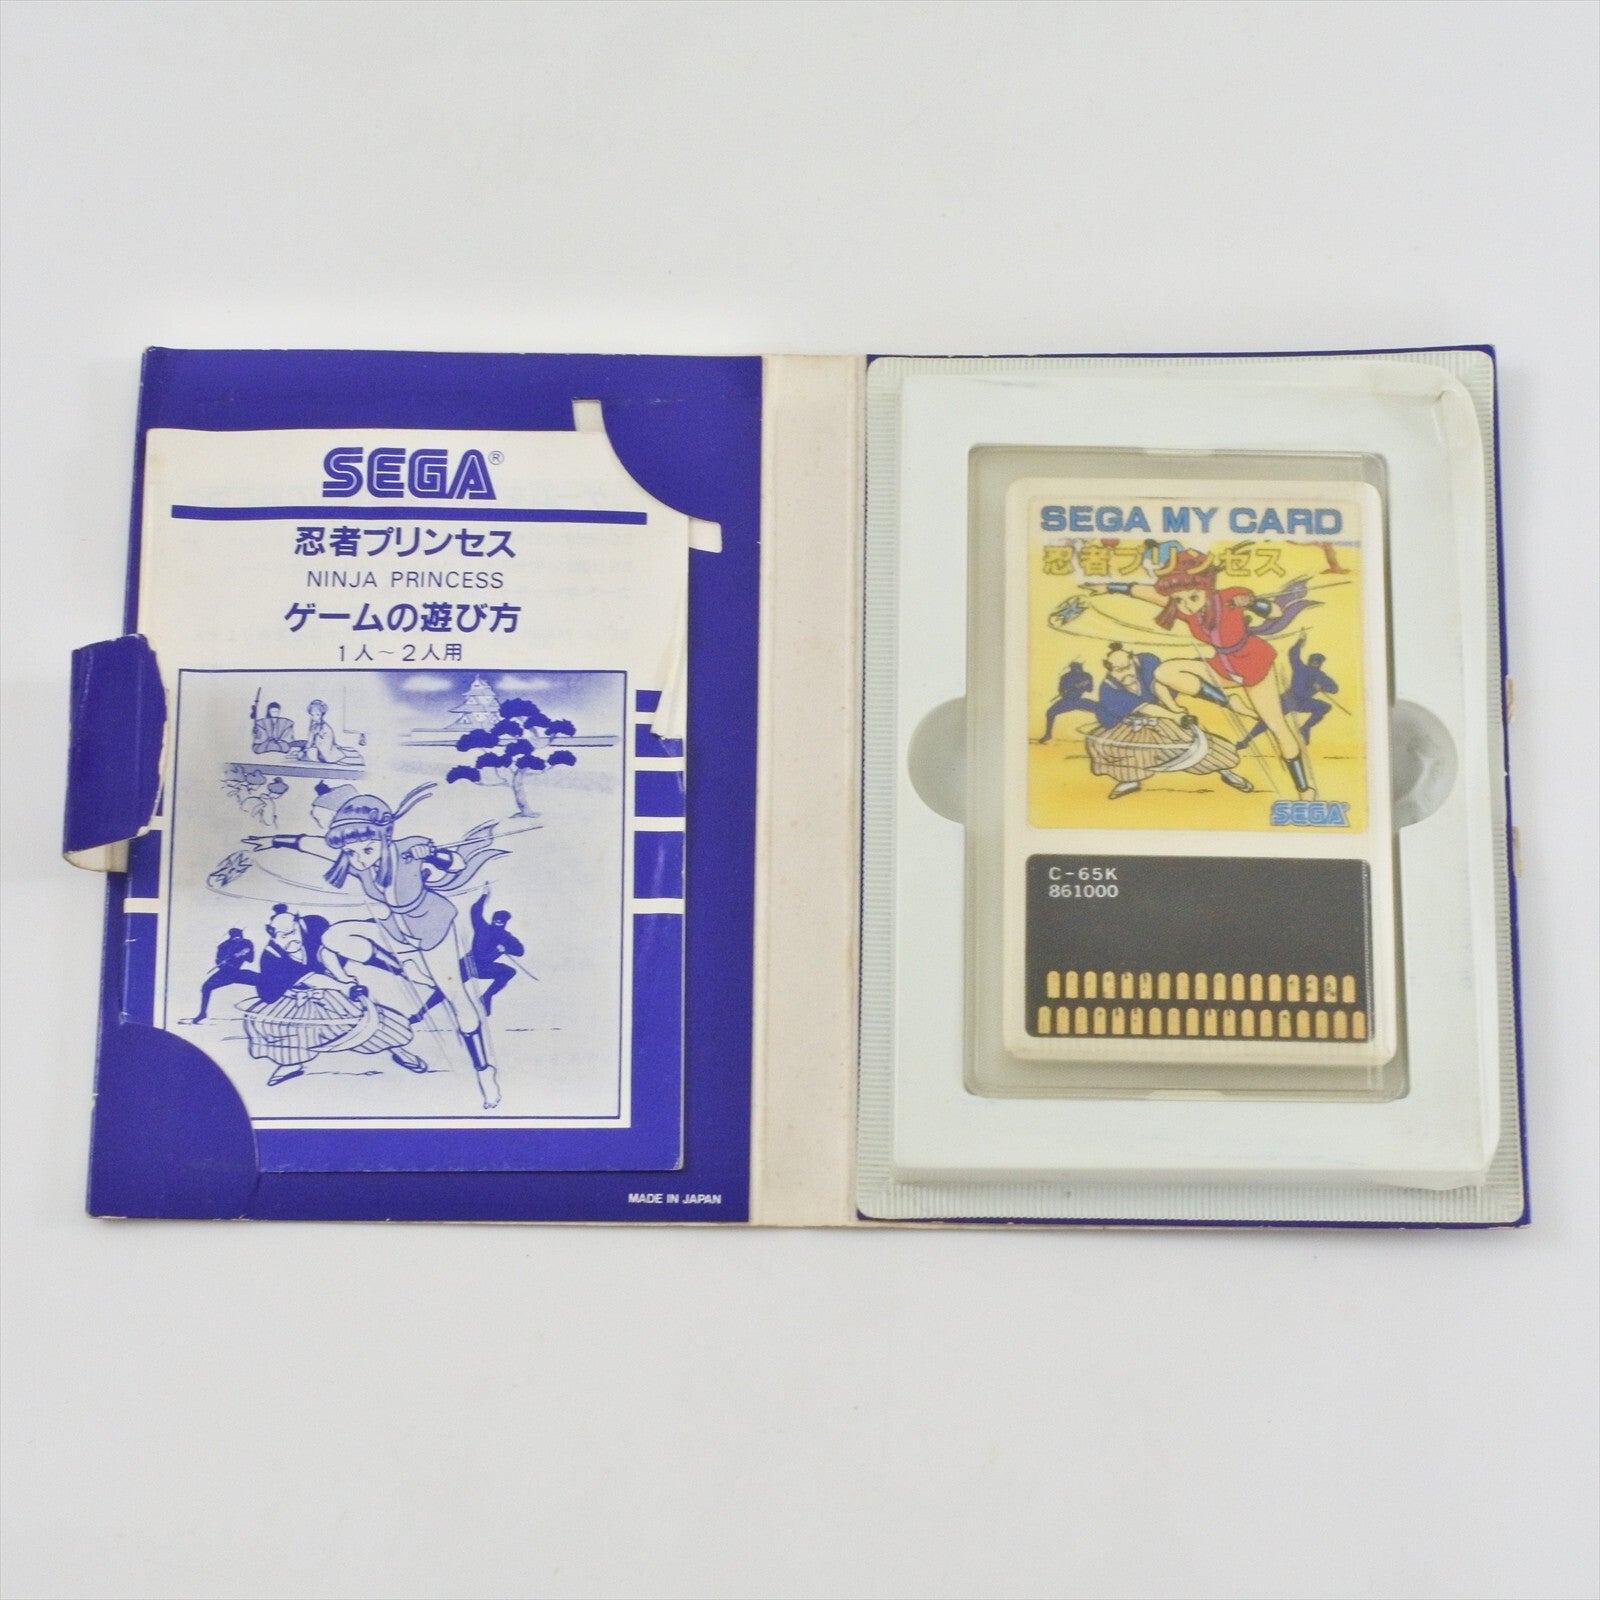 SEGA®
忍者プリンセス
NINJA PRINCESS
ゲームの遊び方
1人～2人用
MADE IN JAPAN
SEGA MY CARD
忍者プリンセス
SEGA®
C-65K
861000